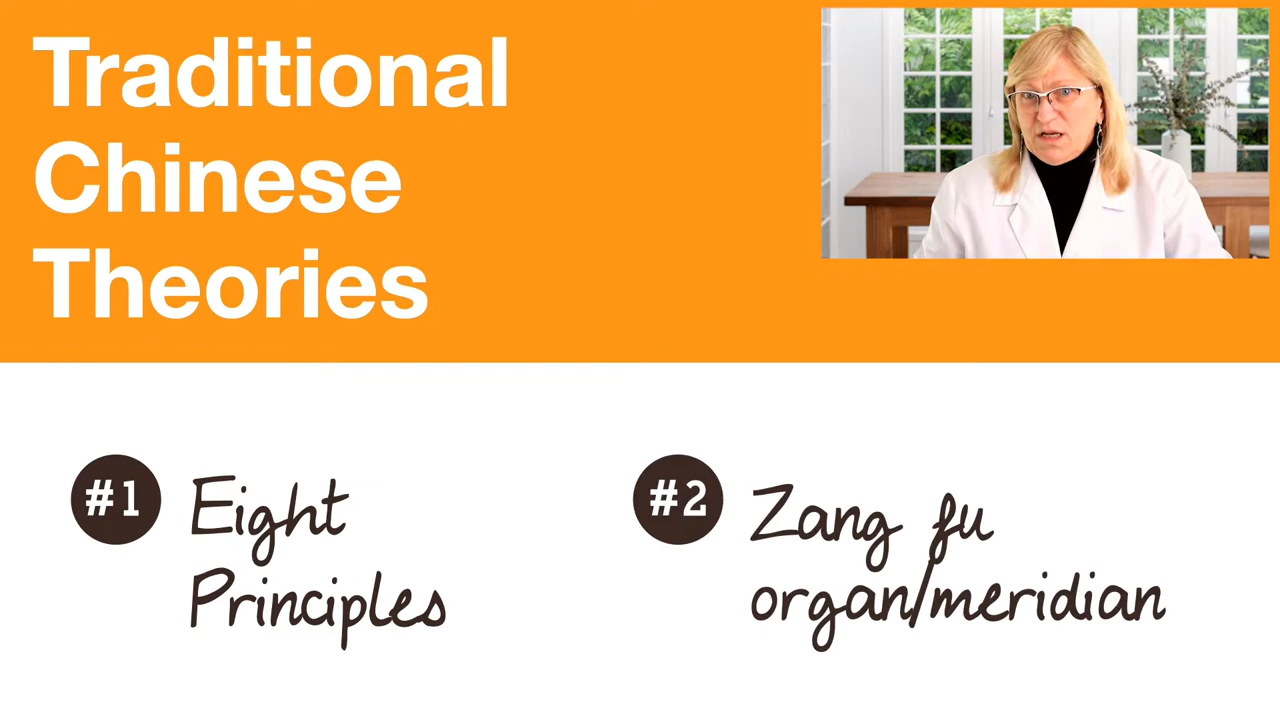 Traditional
Chinese
Theories
#1 Eight
Principles
#2 Zang fu
organ/meridian